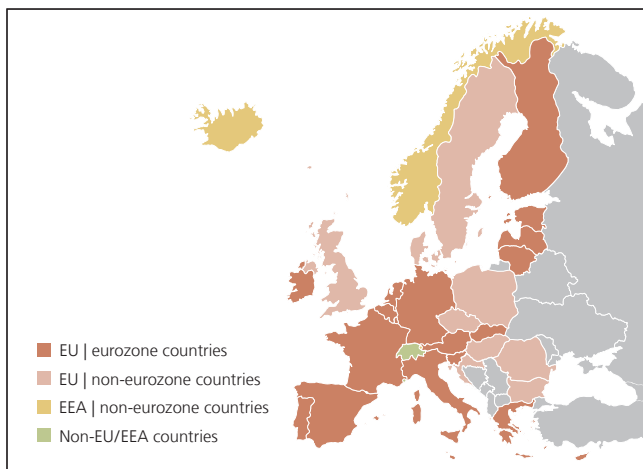 EU | eurozone countries
EU | non-eurozone countries
EEA | non-eurozone countries
Non-EU/EEA countries